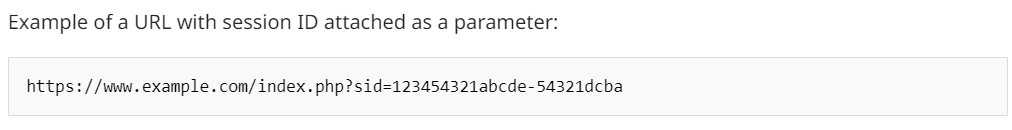 Example of a URL with session ID attached as a parameter:
https://www.example.com/index.php?sid=123454321abcde-54321dcba